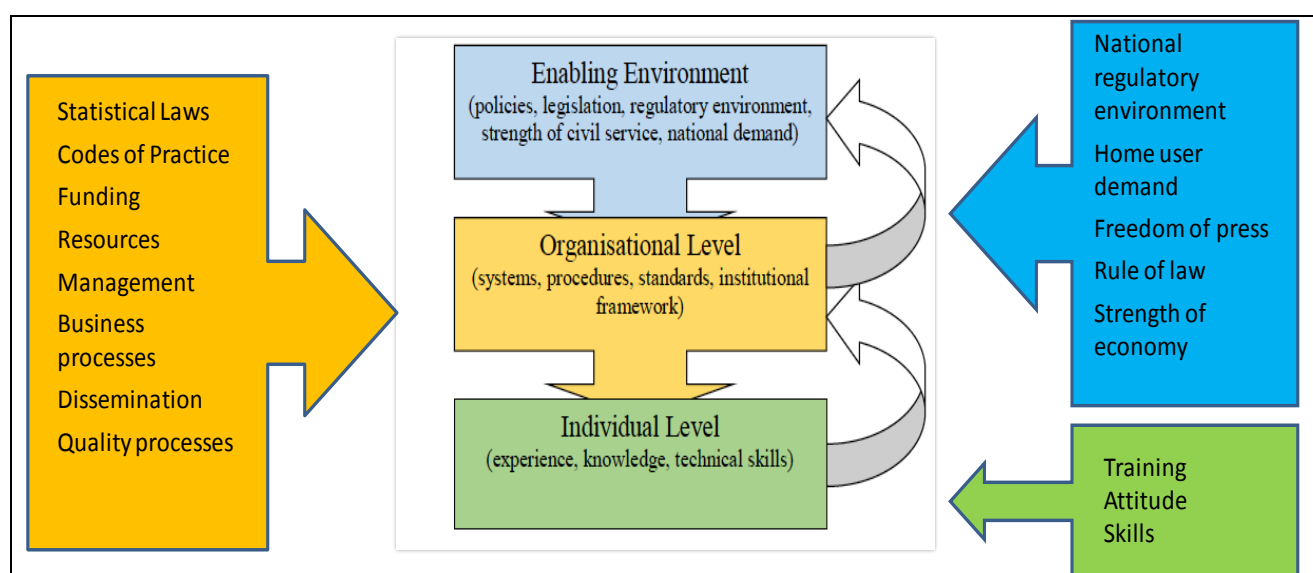 Statistical Laws
Codes of Practice
Funding
Resources
Management
Business
processes
Dissemination
Quality processes
Enabling Environment
(policies, legislation, regulatory environment,
strength of civil service, national demand)
Organisational Level
(systems, procedures, standards, institutional
framework)
Individual Level
(experience, knowledge, technical skills)
National
regulatory
environment
Home user
demand
Freedom of press
Rule of law
Strength of
economy
Training
Attitude
Skills